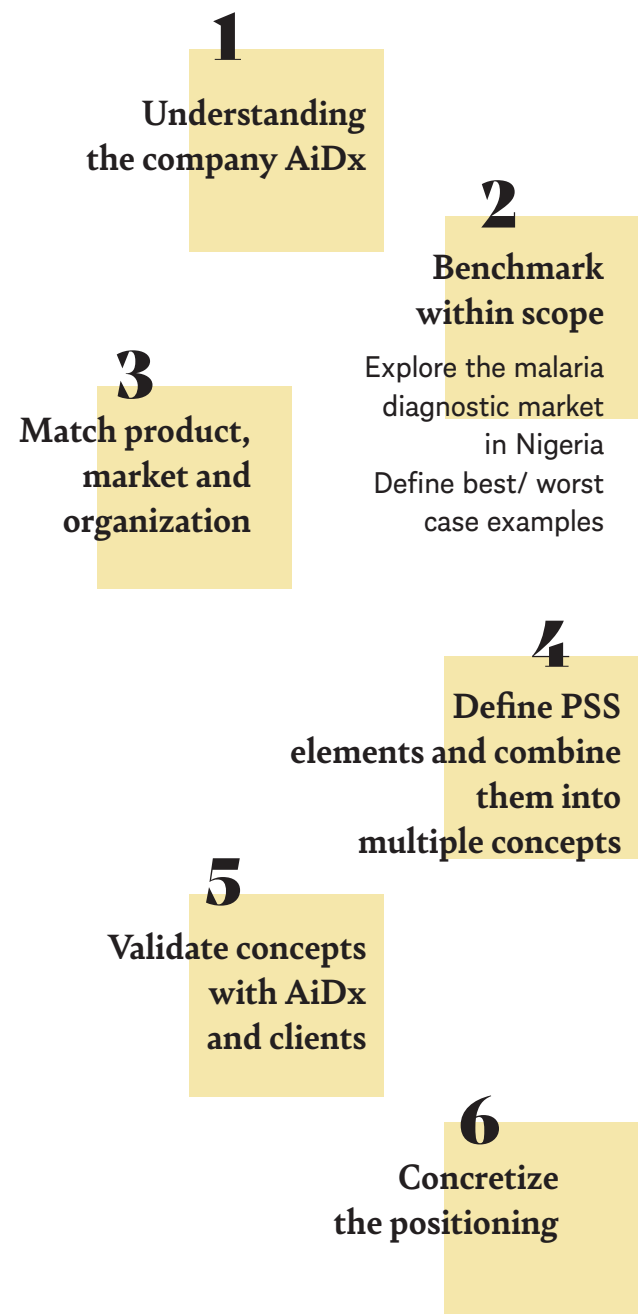 1
Understanding
the company AiDx
2
Benchmark
within scope
Explore the malaria
diagnostic market
in Nigeria
Define best/ worst
case examples
3
Match product,
market and
organization
4
Define PSS
elements and combine
them into
multiple concepts
5
Validate concepts
with AiDx
and clients
6
Concretize
the positioning